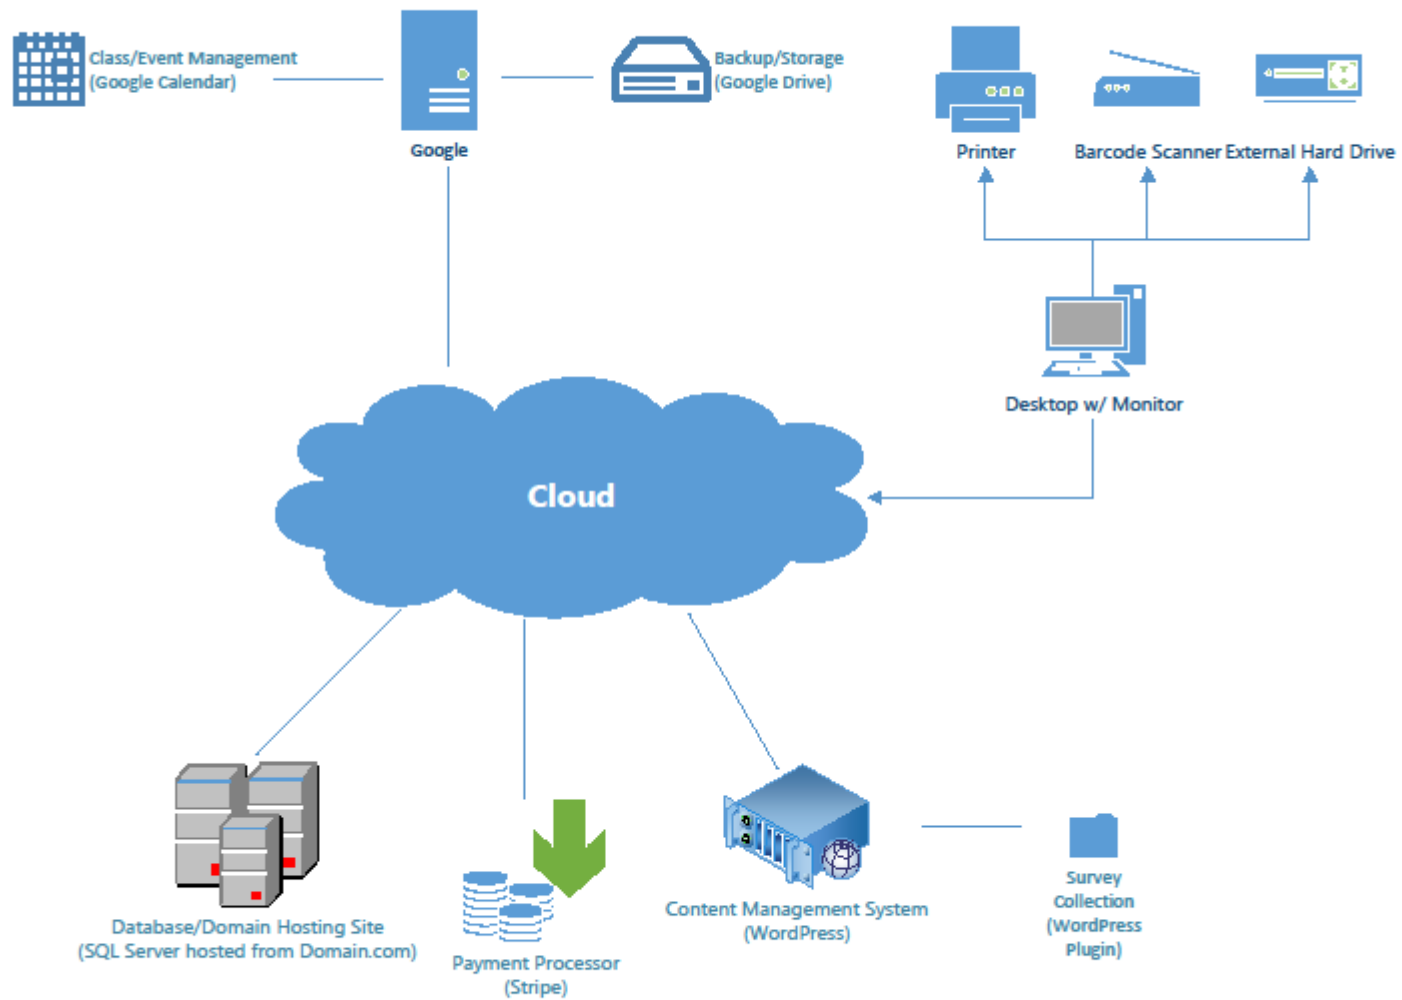 Class/Event Management
(Google Calendar)
Google
Backup/Storage
(Google Drive)
Printer
Barcode Scanner
External Hard Drive
Desktop w/ Monitor
Cloud
Database/Domain Hosting Site
(SQL Server hosted from Domain.com)
Payment Processor
(Stripe)
Content Management System
(WordPress)
Survey
Collection
(WordPress
Plugin)